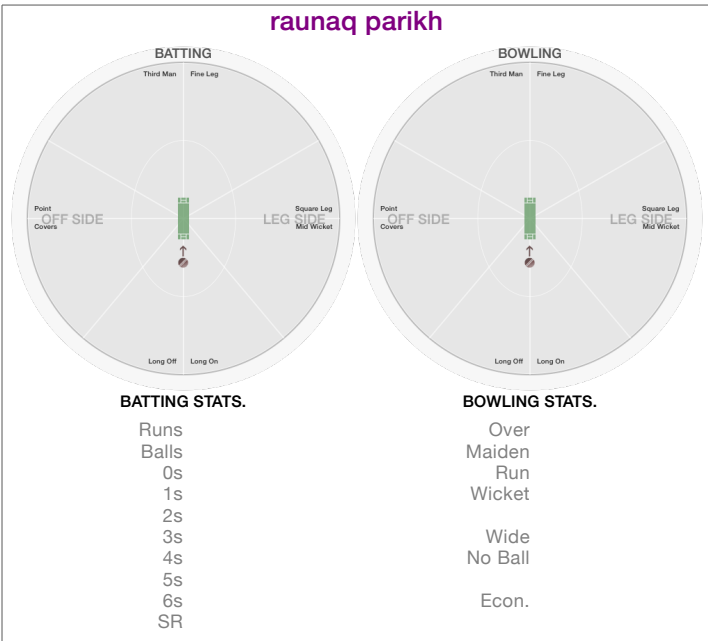 raunaq parikh
BATTING
Third Man Fine Leg
Point Square Leg
OFF SIDE LEG SIDE
Covers Mid Wicket
Long Off Long On
BATTING STATS.
Runs
Balls
0s
1s
2s
3s
4s
5s
6s
SR
BOWLING
Third Man Fine Leg
Point Square Leg
OFF SIDE LEG SIDE
Covers Mid Wicket
Long Off Long On
BOWLING STATS.
Over
Maiden
Run
Wicket
Wide
No Ball
Econ.